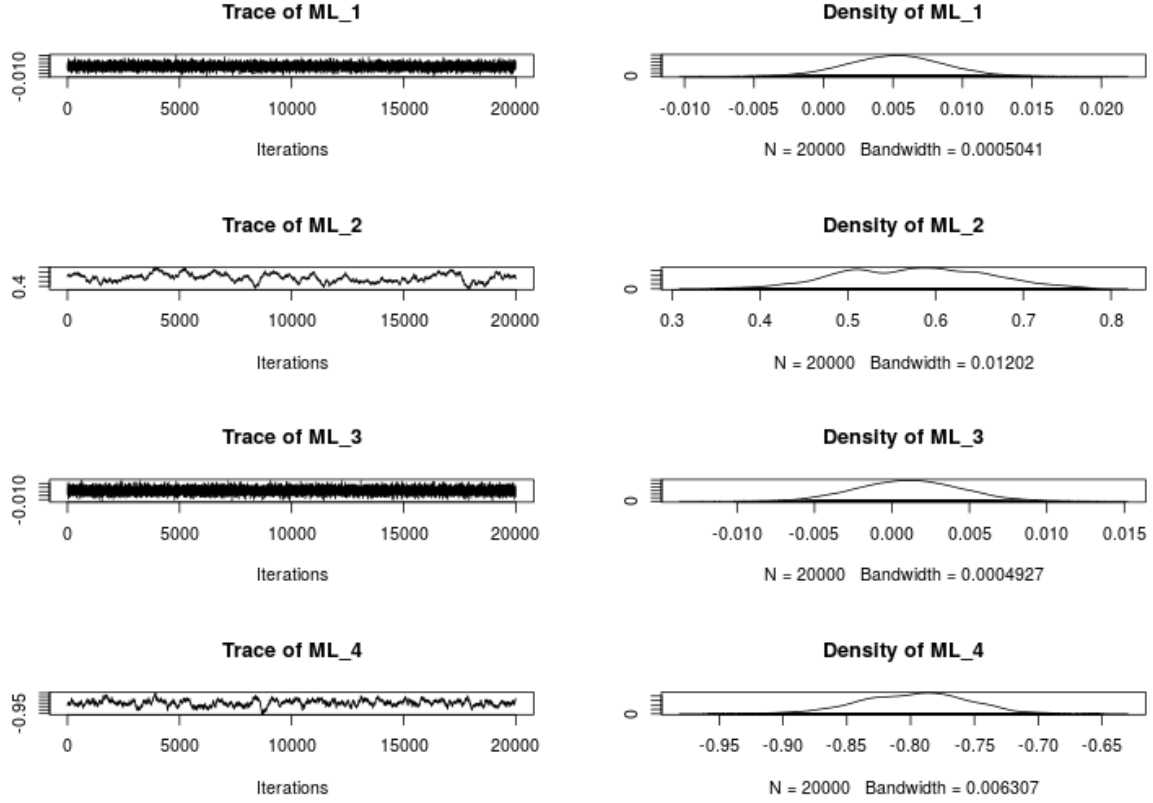 Trace of ML_1
-0.010
0 5000 10000 15000 20000
Iterations
Density of ML_1
0
-0.010 -0.005 0.000 0.005 0.010 0.015 0.020
N = 20000 Bandwidth = 0.0005041
Trace of ML_2
0.4
0 5000 10000 15000 20000
Iterations
Density of ML_2
0
0.3 0.4 0.5 0.6 0.7 0.8
N = 20000 Bandwidth = 0.01202
Trace of ML_3
-0.010
0 5000 10000 15000 20000
Iterations
Density of ML_3
0
-0.010 -0.005 0.000 0.005 0.010 0.015
N = 20000 Bandwidth = 0.0004927
Trace of ML_4
-0.95
0 5000 10000 15000 20000
Iterations
Density of ML_4
0
-0.95 -0.90 -0.85 -0.80 -0.75 -0.70 -0.65
N = 20000 Bandwidth = 0.006307